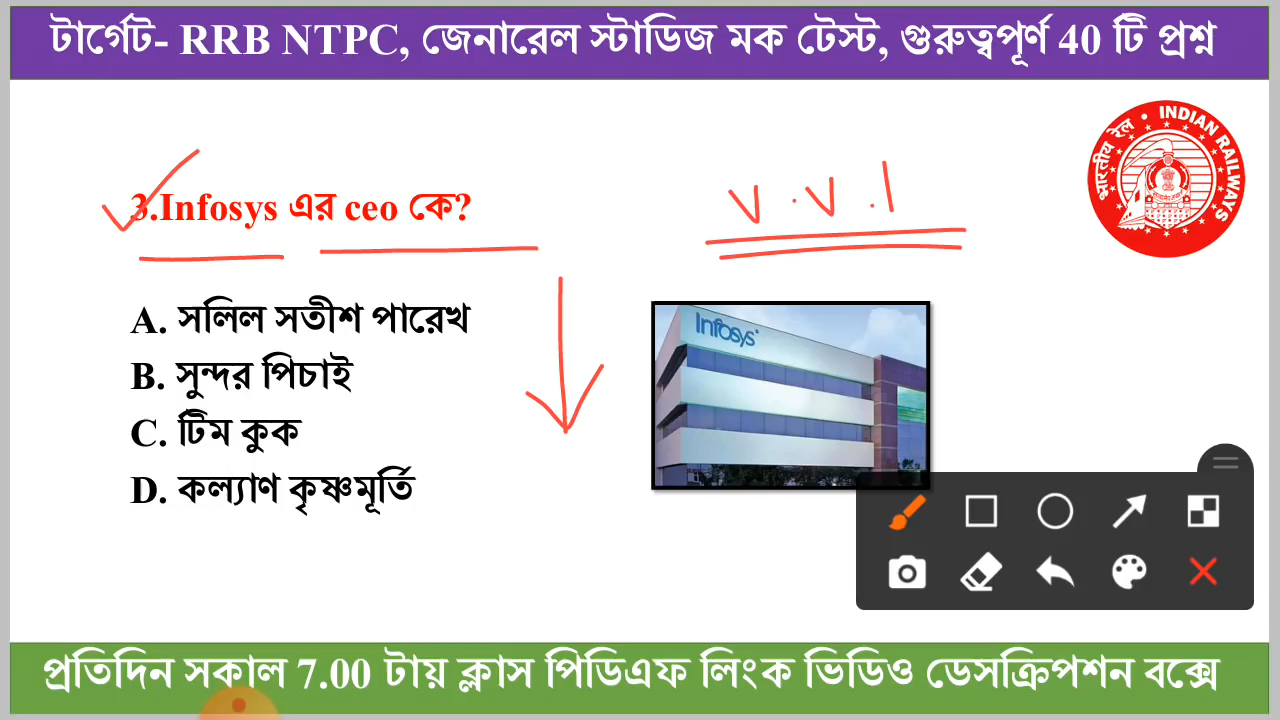 টার্গেট- RRB NTPC, জেনারেল স্টাডিজ মক টেস্ট, গুরুত্বপূর্ণ 40 টি প্রশ্ন
भारतीय रेल • INDIAN RAILWAYS
3.Infosys এর ceo কে?
V.V.I
A. সলিল সতীশ পারেখ
B. সুন্দর পিচাই
C. টিম কুক
D. কল্যাণ কৃষ্ণমূর্তি
Infosys
প্রতিদিন সকাল 7.00 টায় ক্লাস পিডিএফ লিংক ভিডিও ডেসক্রিপশন বক্সে